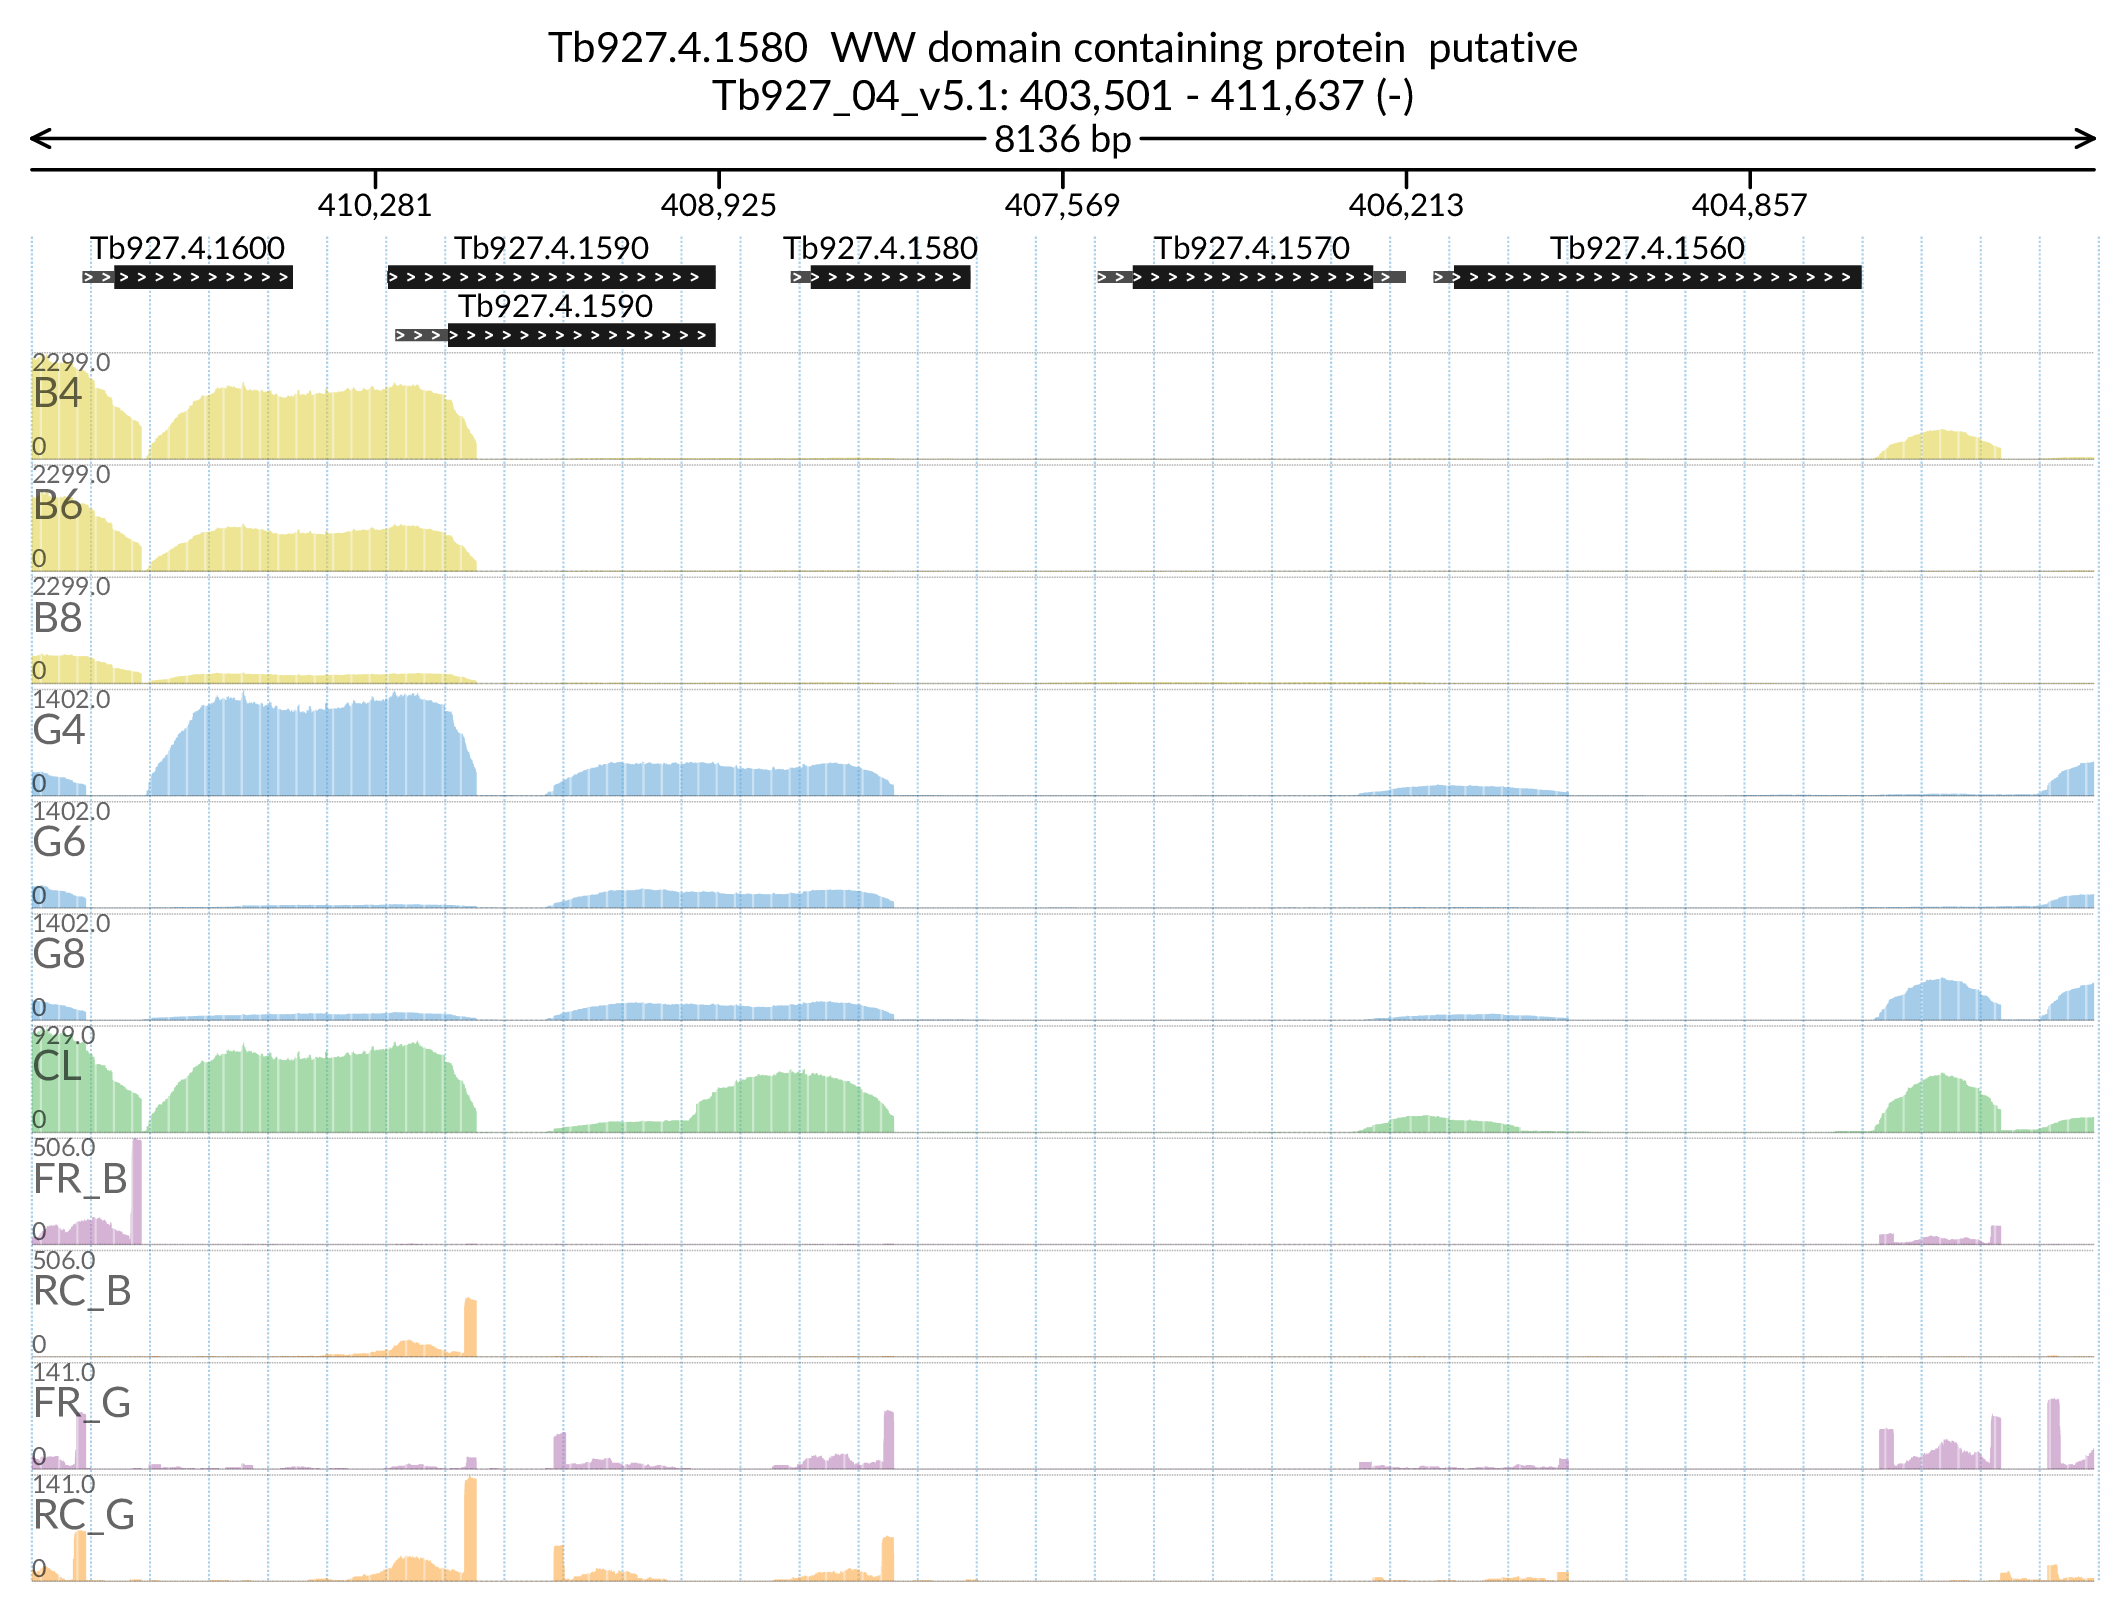 Tb927.4.1580 WW domain containing protein putative
Tb927_04_v5.1: 403,501 - 411,637 (-)
8136 bp
410,281 408,925 407,569 406,213 404,857
Tb927.4.1600 Tb927.4.1590 Tb927.4.1580 Tb927.4.1570 Tb927.4.1560
Tb927.4.1590
2299.0
B4
0
2299.0
B6
0
2299.0
B8
0
1402.0
G4
0
1402.0
G6
0
1402.0
G8
0
929.0
CL
0
506.0
FR_B
0
506.0
RC_B
0
141.0
FR_G
0
141.0
RC_G
0